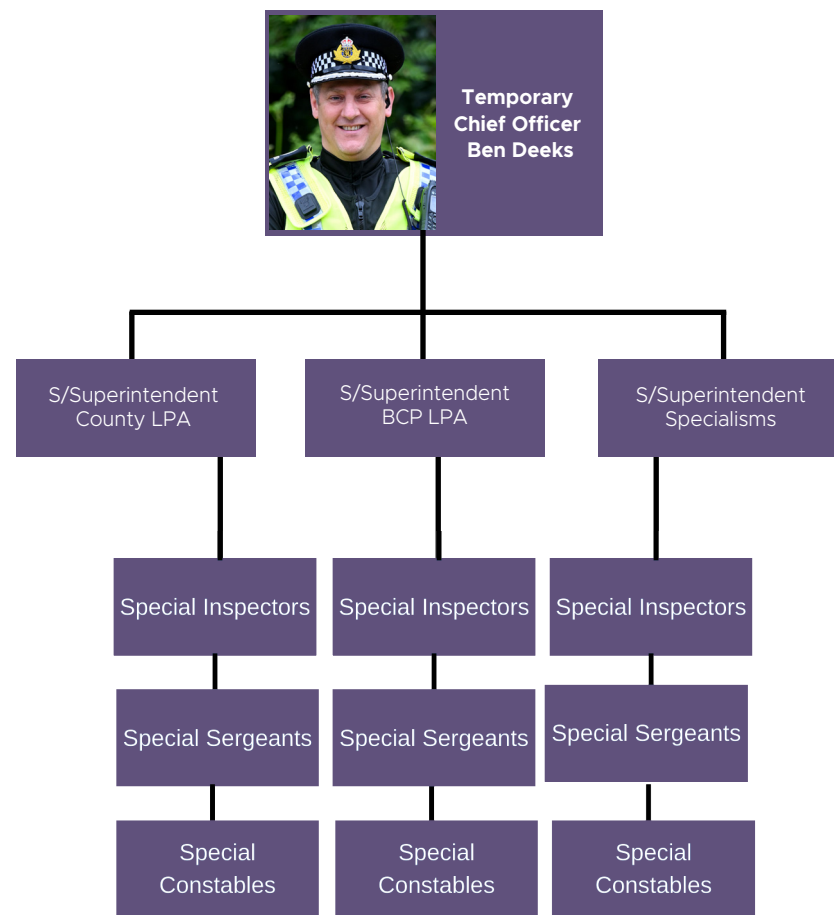 Temporary
Chief Officer
Ben Deeks
S/Superintendent
County LPA
S/Superintendent
BCP LPA
S/Superintendent
Specialisms
Special Inspectors
Special Inspectors
Special Inspectors
Special Sergeants
Special Sergeants
Special Sergeants
Special
Constables
Special
Constables
Special
Constables